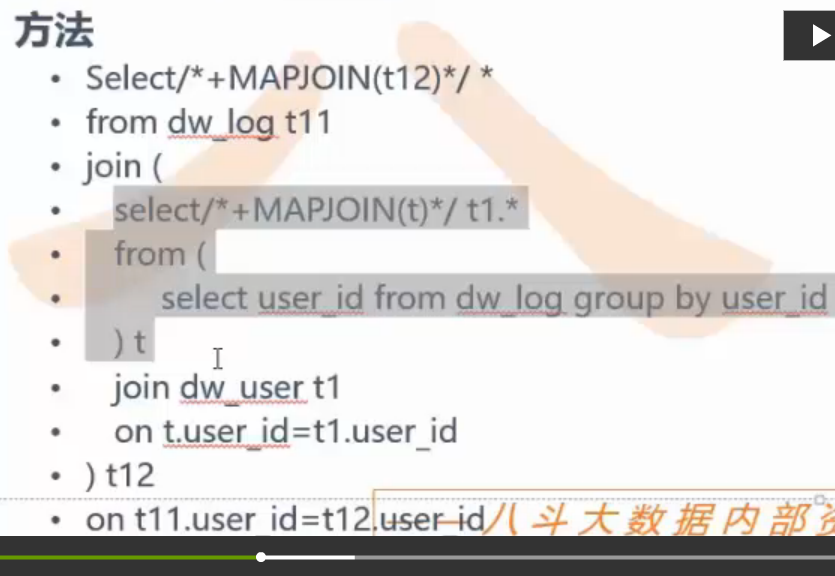 方法
• Select/*+MAPJOIN(t12)*/ *
• from dw_log t11
• join (
• select/*+MAPJOIN(t)*/ t1.*
• from (
• select user_id from dw_log group by user_id
• ) t
• join dw_user t1
• on t.user_id=t1.user_id
• ) t12
• on t11.user_id=t12.user_id
八斗大数据内部资